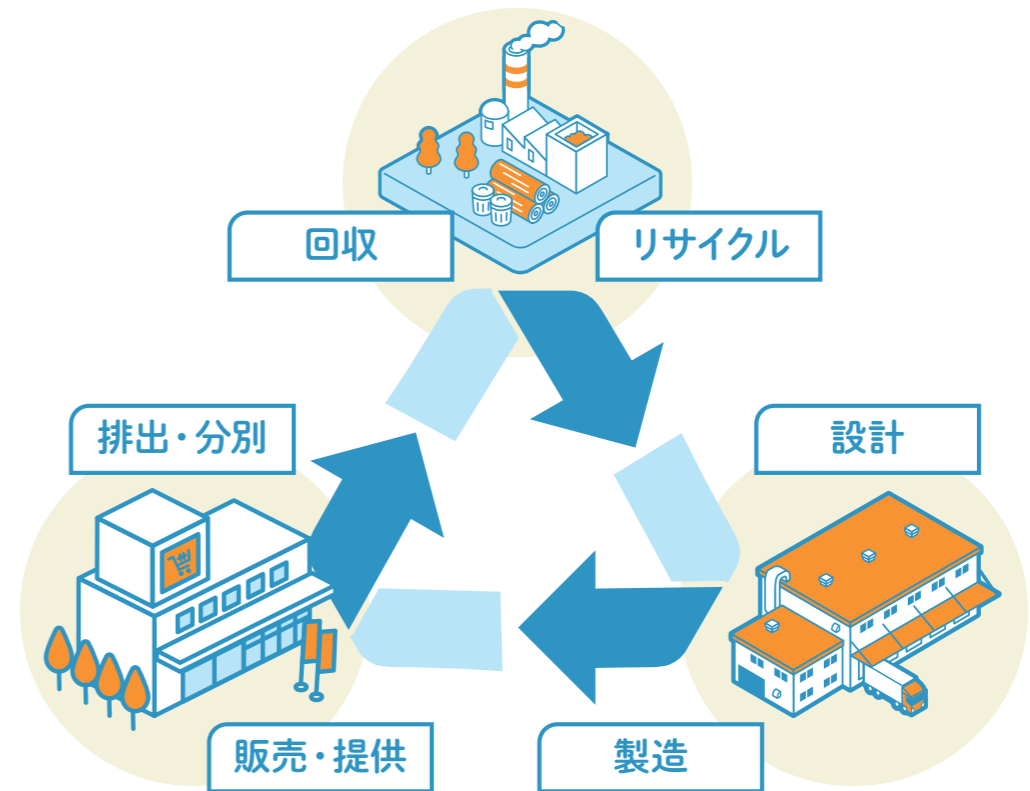 回収
リサイクル
排出・分別
設計
販売・提供
製造